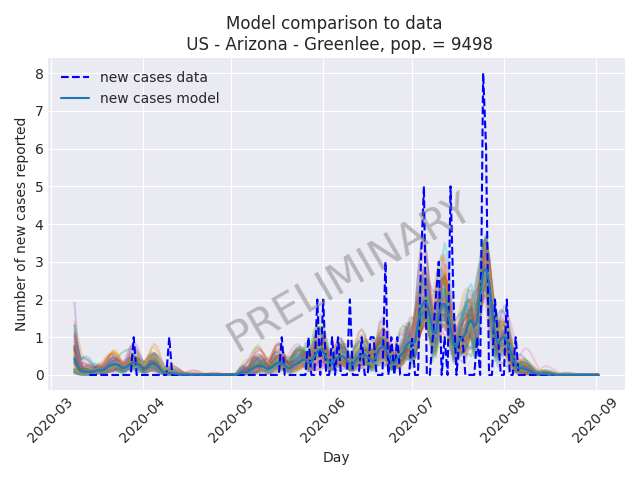 Model comparison to data
US - Arizona - Greenlee, pop. = 9498
8
7
6
5
4
3
2
1
0
Number of new cases reported
new cases data
new cases model
PRELIMINARY
2020-03
2020-04
2020-05
2020-06
2020-07
2020-08
2020-09
Day